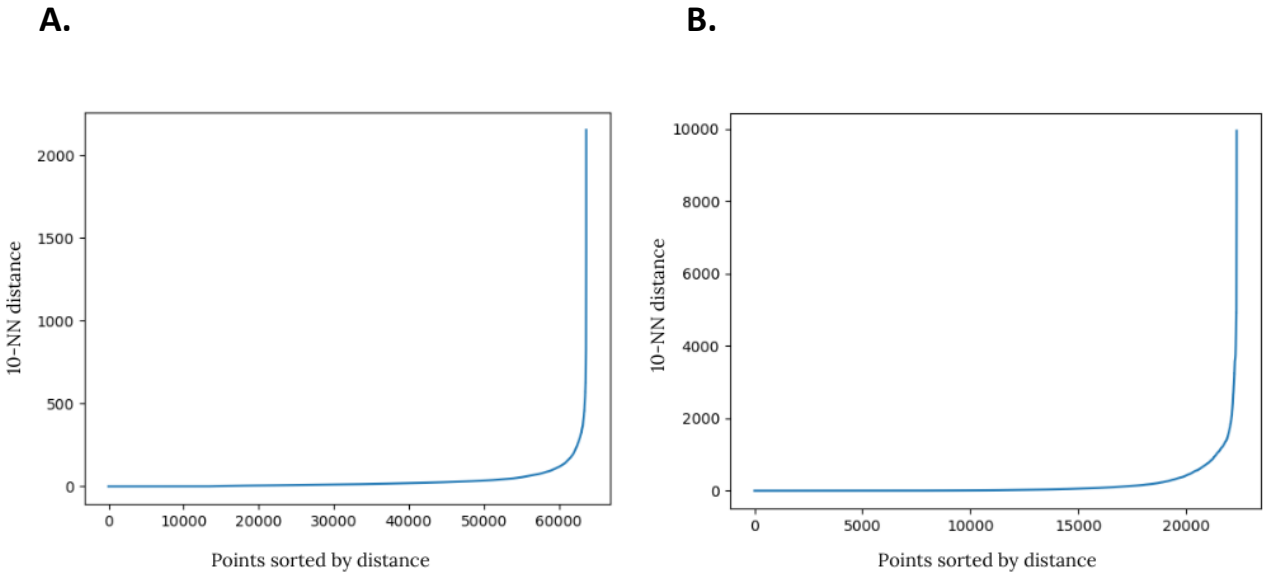 A.
10-NN distance
2000
1500
1000
500
0
0 10000 20000 30000 40000 50000 60000
Points sorted by distance
B.
10-NN distance
10000
8000
6000
4000
2000
0
0 5000 10000 15000 20000
Points sorted by distance